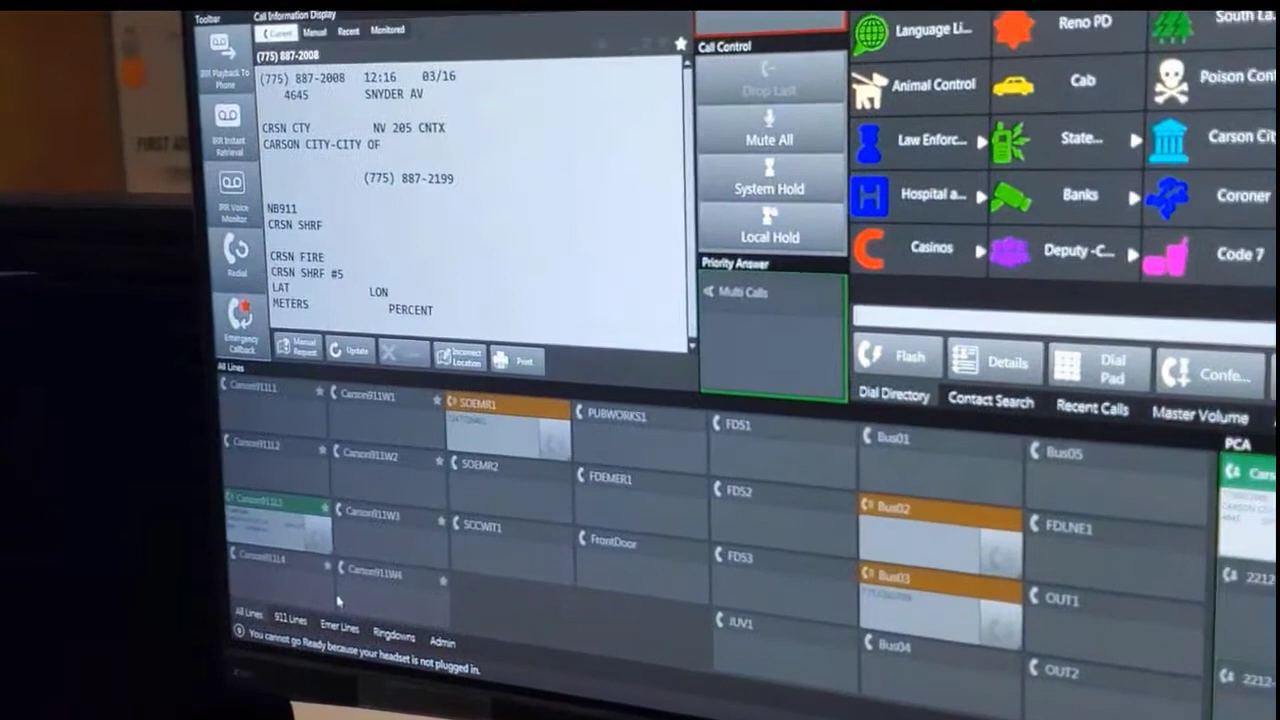 Toolbar
Call Information Display
Current Manual Recent Monitored
(775) 887-2008
(775) 887-2008 12:16 03/16
4645 SNYDER AV
CRSN CTY NV 205 CNTX
CARSON CITY-CITY OF
(775) 887-2199
NB911
CRSN SHRF
CRSN FIRE
CRSN SHRF #5
LAT LON
METERS PERCENT
IRR Playback To Phone
IRR Instant Retrieval
IRR Voice Monitor
Redial
Emergency Callback
Manual Request
Update
Incorrect Location
Print
Call Control
Drop Last
Mute All
System Hold
Local Hold
Priority Answer
Multi Calls
Language Li... Reno PD South La
Animal Control Cab Poison Con
Law Enforc... State... Carson Cit
Hospital a... Banks Coroner
Casinos Deputy -C... Code 7
Flash Details Dial Pad Confe...
Dial Directory Contact Search Recent Calls Master Volume
All Lines
Carson911L1 Carson911W1 SOEMR1 PUBWORKS1 FDS1 Bus01 Bus05
Carson911L2 Carson911W2 SOEMR2 FDEMER1 FDS2 Bus02 FDLNE1
Carson911L3 Carson911W3 SCCWIT1 FrontDoor FDS3 Bus03 OUT1
Carson911L4 Carson911W4 JUV1 Bus04 OUT2
PCA
Cars
2212
2212-
All Lines 911 Lines Emer Lines Ringdowns Admin
You cannot go Ready because your headset is not plugged in.